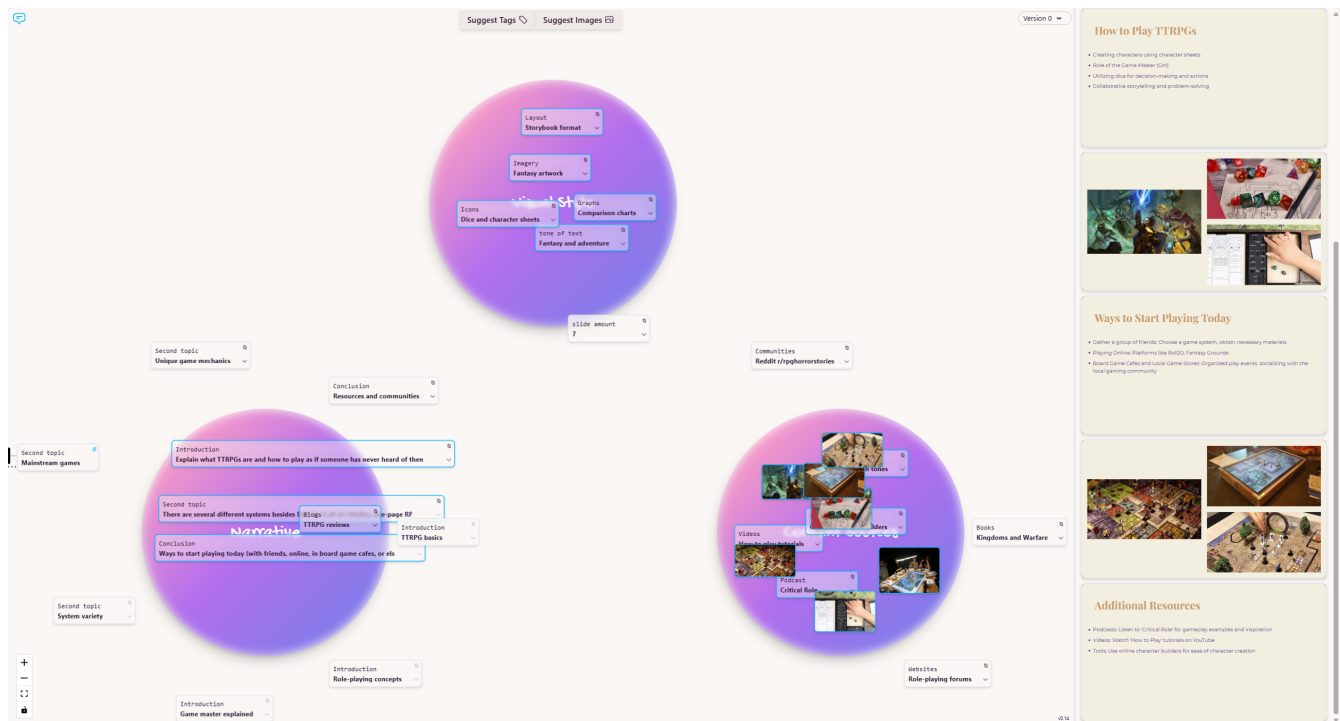 Suggest Tags
Suggest Images
Version 0
Layout
Storybook format
Imagery
Fantasy artwork
Icons
Dice and character sheets
Graphs
Comparison charts
tone of text
Fantasy and adventure
slide amount
7
Second topic
Unique game mechanics
Conclusion
Resources and communities
Communities
Reddit r/rpghorrorstories
Second topic
Mainstream games
Introduction
Explain what TTRPGs are and how to play as if someone has never heard of then
Second topic
There are several different systems besides
e-page RF
Blogs
TTRPG reviews
Narrative
Introduction
TTRPG basics
Conclusion
Ways to start playing today (with friends, online, in board game cafes, or els
Second topic
System variety
Introduction
Role-playing concepts
Introduction
Game master explained
Videos
How to play tutorials
Podcast
Critical Role
Books
Kingdoms and Warfare
Websites
Role-playing forums
v0.14
How to Play TTRPGs
• Creating characters using character sheets
• Role of the Game Master (GM)
• Utilizing dice for decision-making and actions
• Collaborative storytelling and problem-solving
Ways to Start Playing Today
• Gather a group of friends: Choose a game system, obtain necessary materials
• Playing Online: Platforms like Roll20, Fantasy Grounds
• Board Game Cafes and Local Game Stores: Organized play events, socializing with the
local gaming community
Additional Resources
• Podcasts: Listen to 'Critical Role' for gameplay examples and inspiration
• Videos: Watch 'How to Play' tutorials on YouTube
• Tools: Use online character builders for ease of character creation